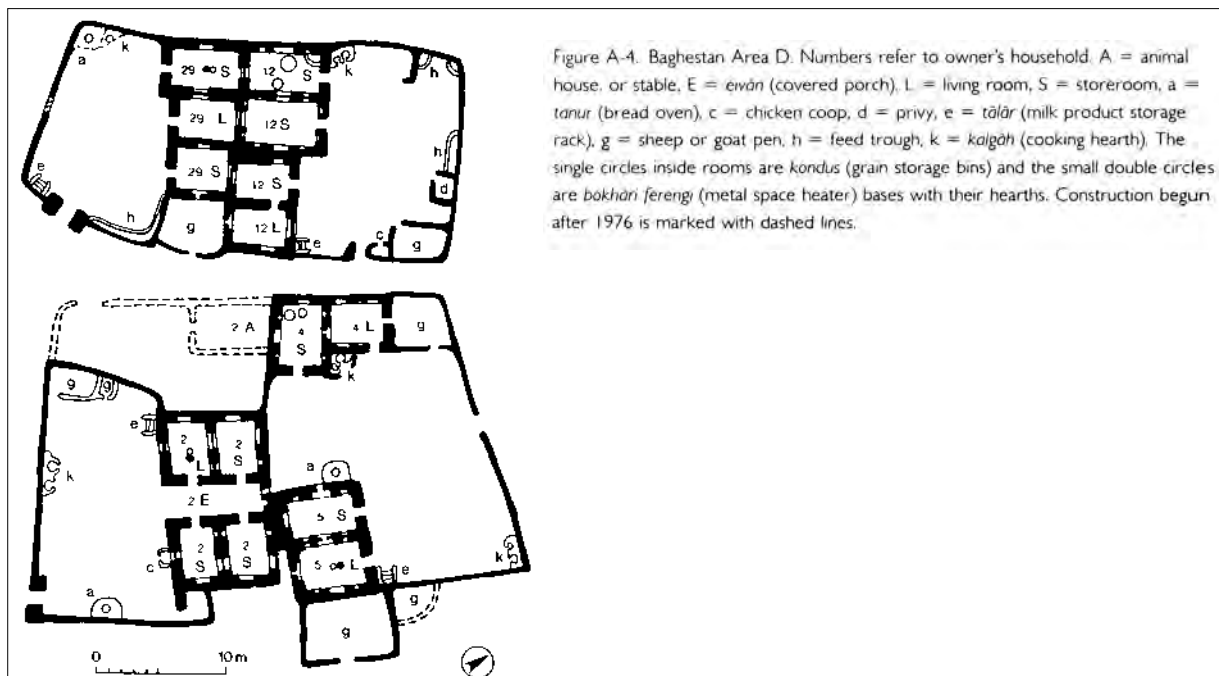 Figure A-4. Baghestan Area D. Numbers refer to owner's household. A = animal
house, or stable, E = eivān (covered porch), L = living room, S = storeroom, a =
tanur (bread oven), c = chicken coop, d = privy, e = tālār (milk product storage
rack), g = sheep or goat pen, h = feed trough, k = kalgāh (cooking hearth). The
single circles inside rooms are kondus (grain storage bins) and the small double circles
are bokhāri ferengi (metal space heater) bases with their hearths. Construction begun
after 1976 is marked with dashed lines.
a
k
29 S
12 S
k
h
29 L
12 S
h
e
29 S
12 S
d
h
g
12 L
e
c
g
2 A
4 S
4 L
g
k
g
g
e
2 L
2 S
k
a
2 E
5 S
c
2 S
2 S
5 L
e
k
a
g
g
0 10m